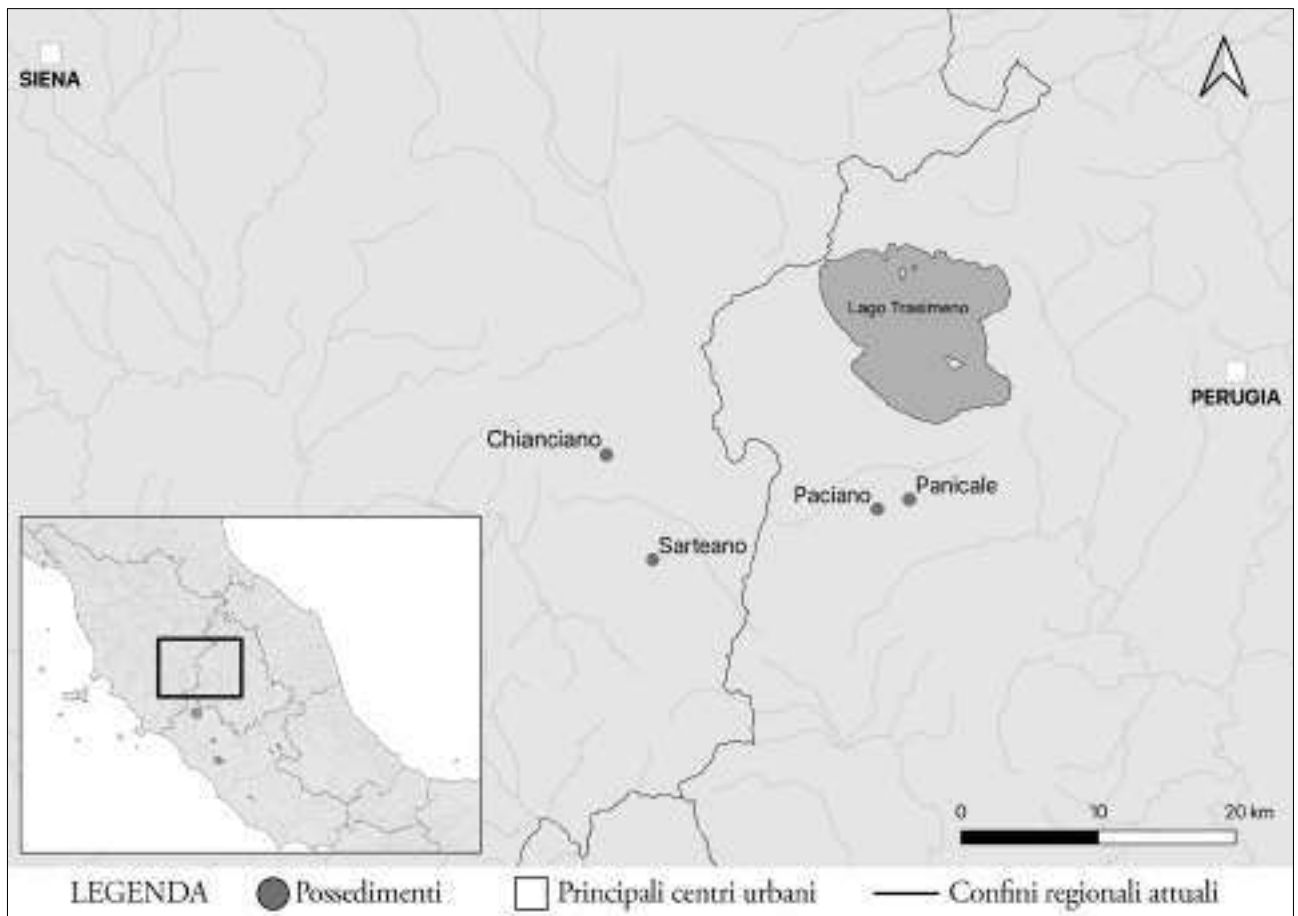 SIENA
Lago Trasimeno
PERUGIA
Chianciano
Paciano
Panicale
Sarteano
0 10 20 km
LEGENDA Possedimenti Principali centri urbani Confini regionali attuali